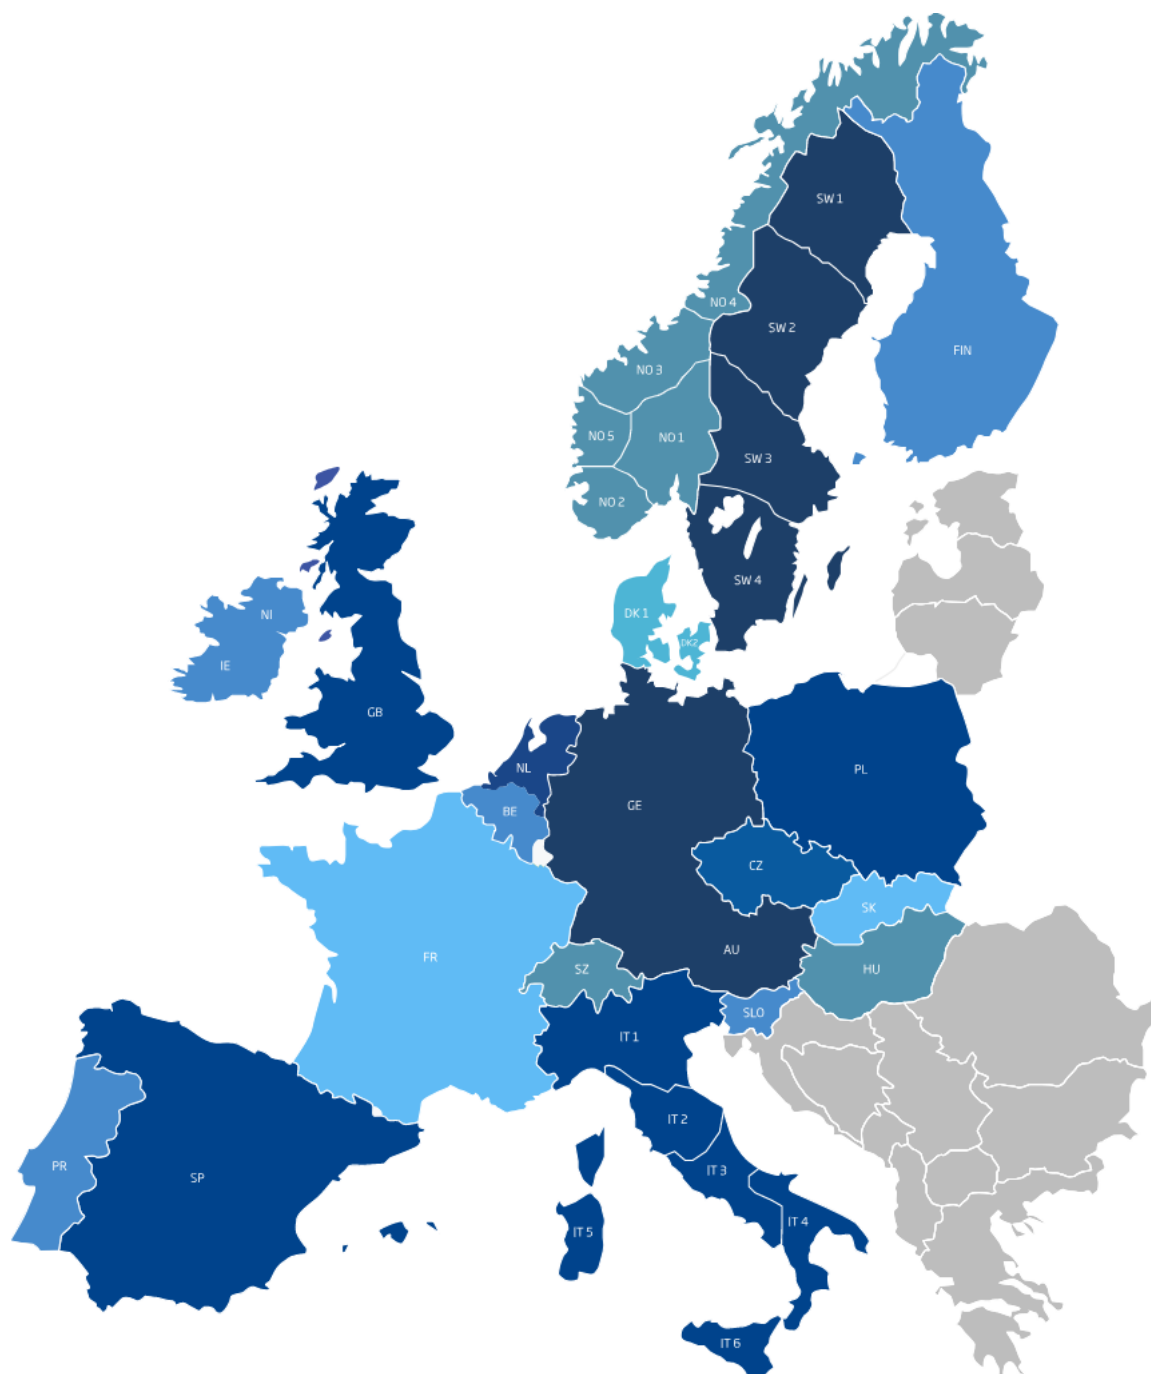 SW 1
NO 4
SW 2
FIN
NO 3
NO 5
NO 1
SW 3
NO 2
SW 4
DK 1
NI
DK2
IE
GB
NL
PL
GE
BE
CZ
SK
AU
FR
SZ
HU
SLO
IT 1
IT 2
PR
IT 3
SP
IT 4
IT 5
IT 6